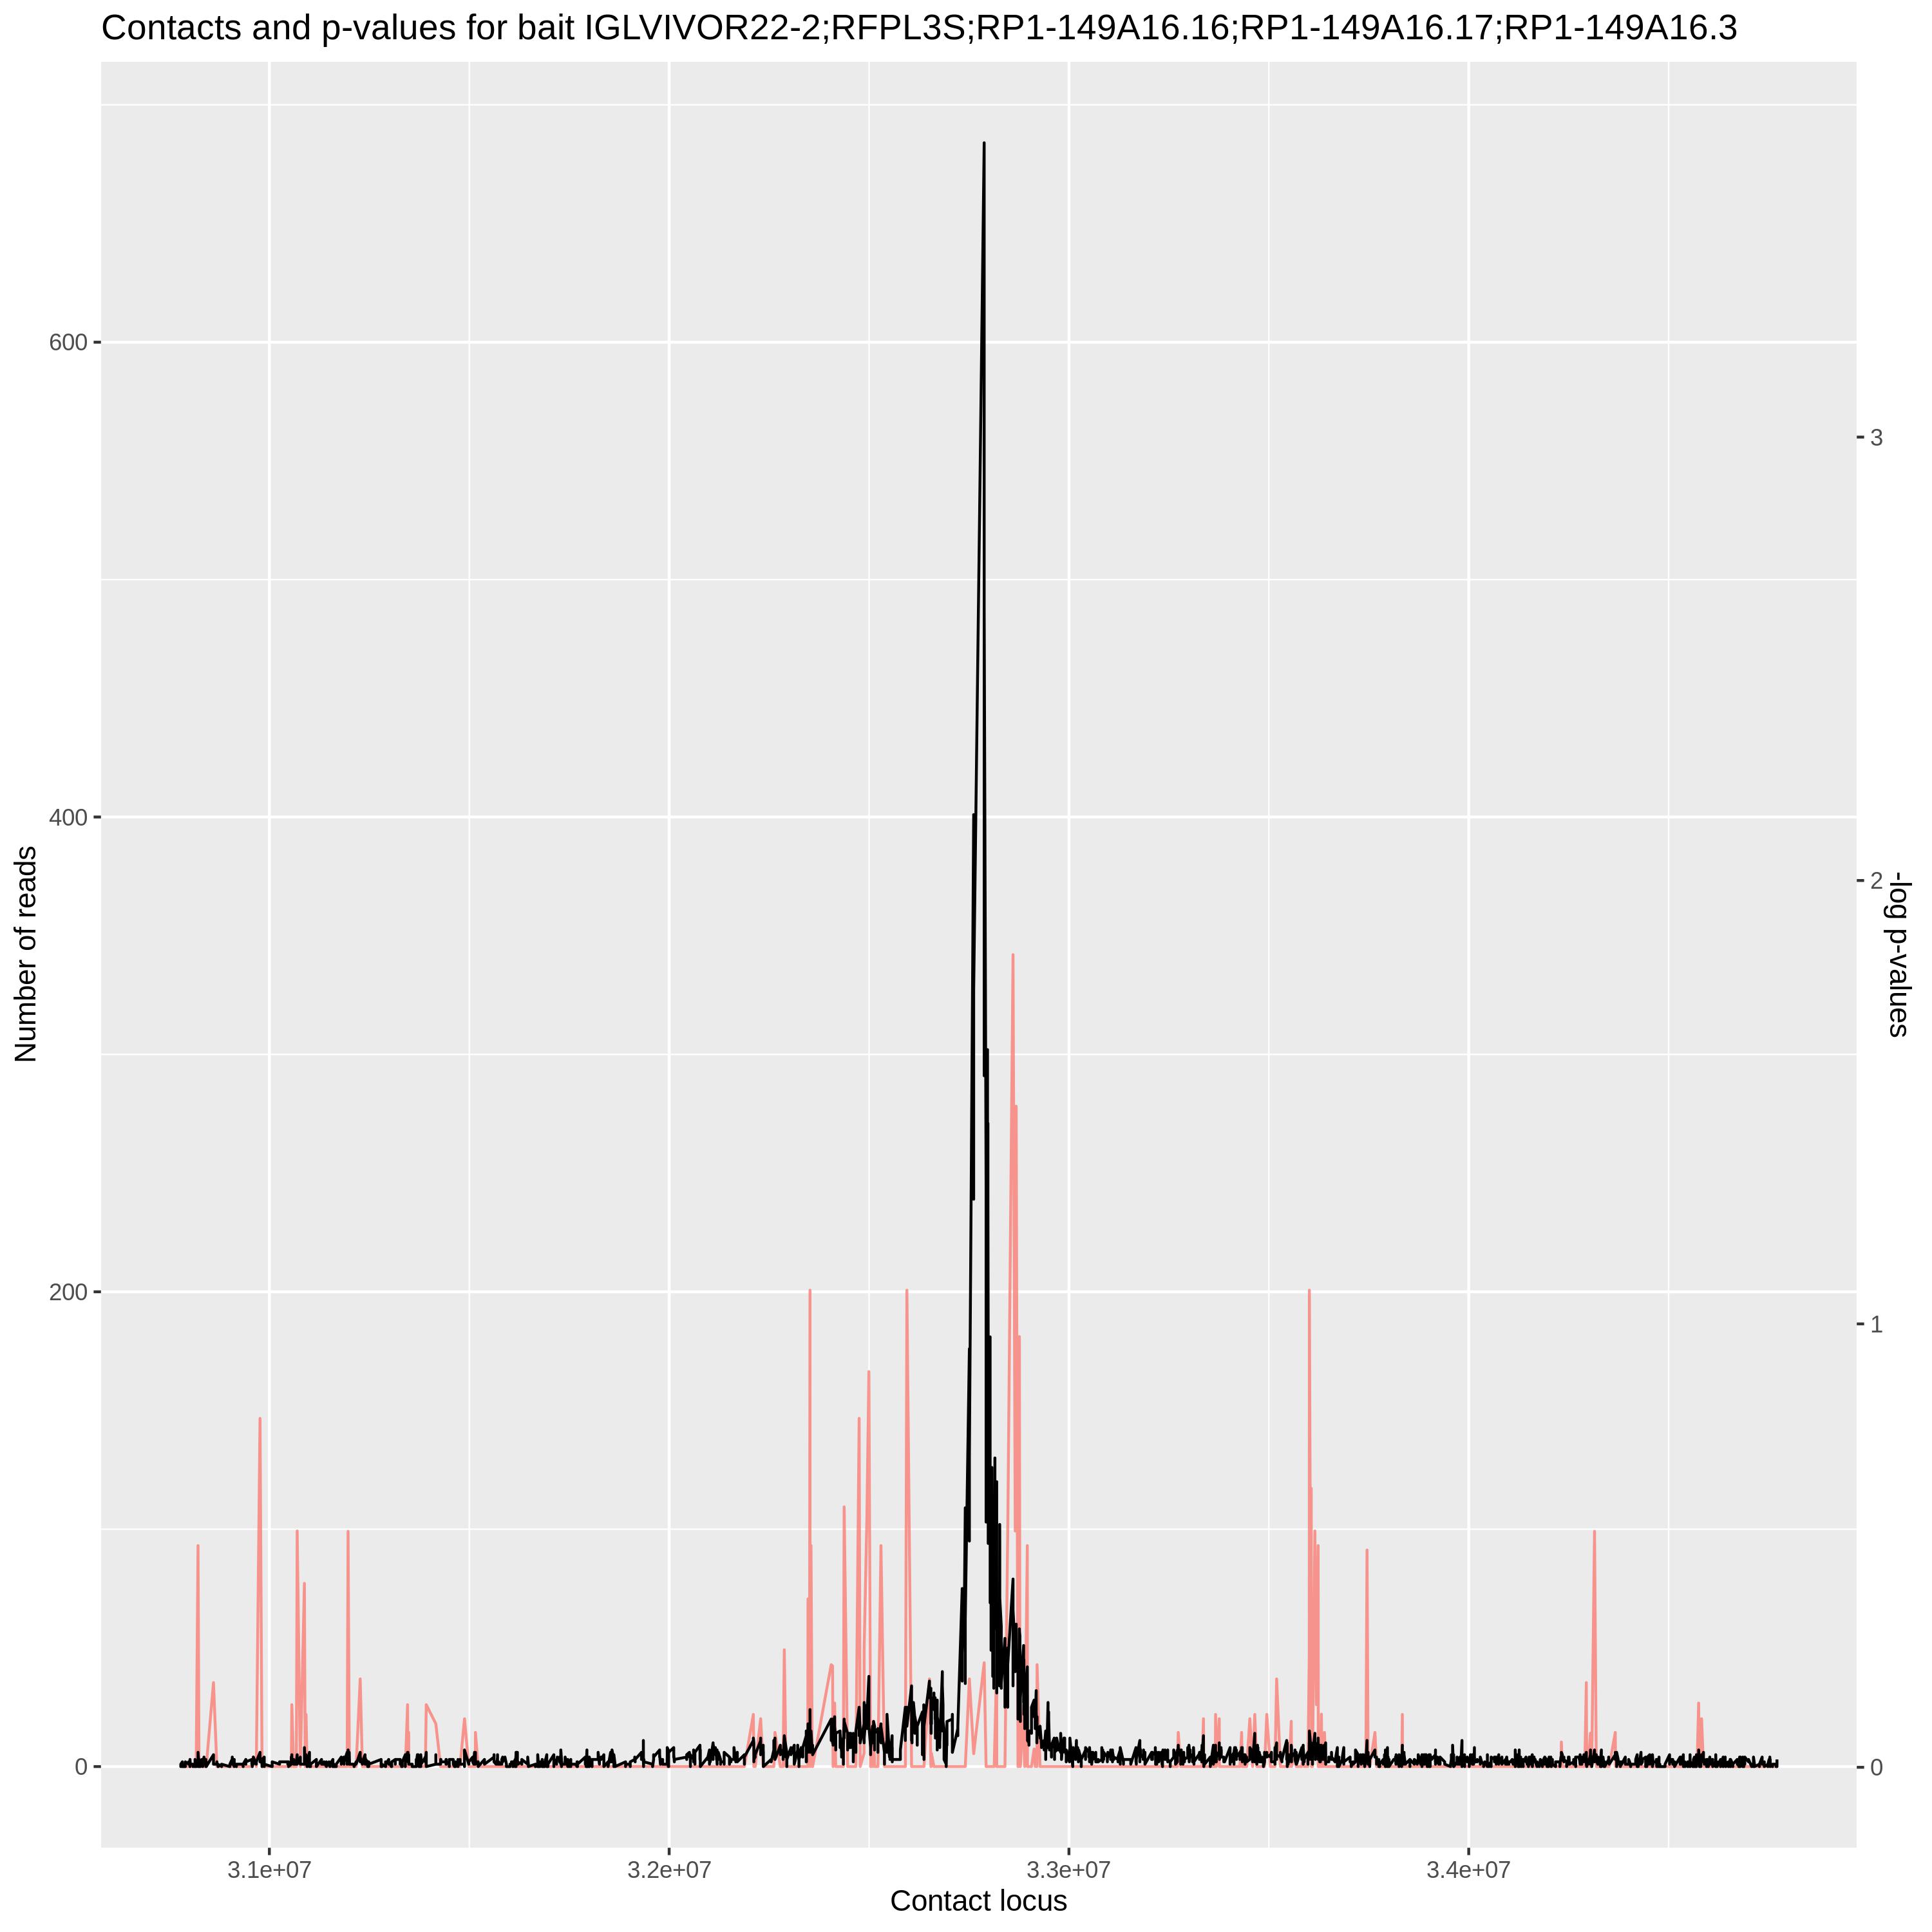 Contacts and p-values for bait IGLVIVOR22-2;RFPL3S;RP1-149A16.16;RP1-149A16.17;RP1-149A16.3
600
400
200
0
Number of reads
3
2
1
0
-log p-values
3.1e+07
3.2e+07
3.3e+07
3.4e+07
Contact locus